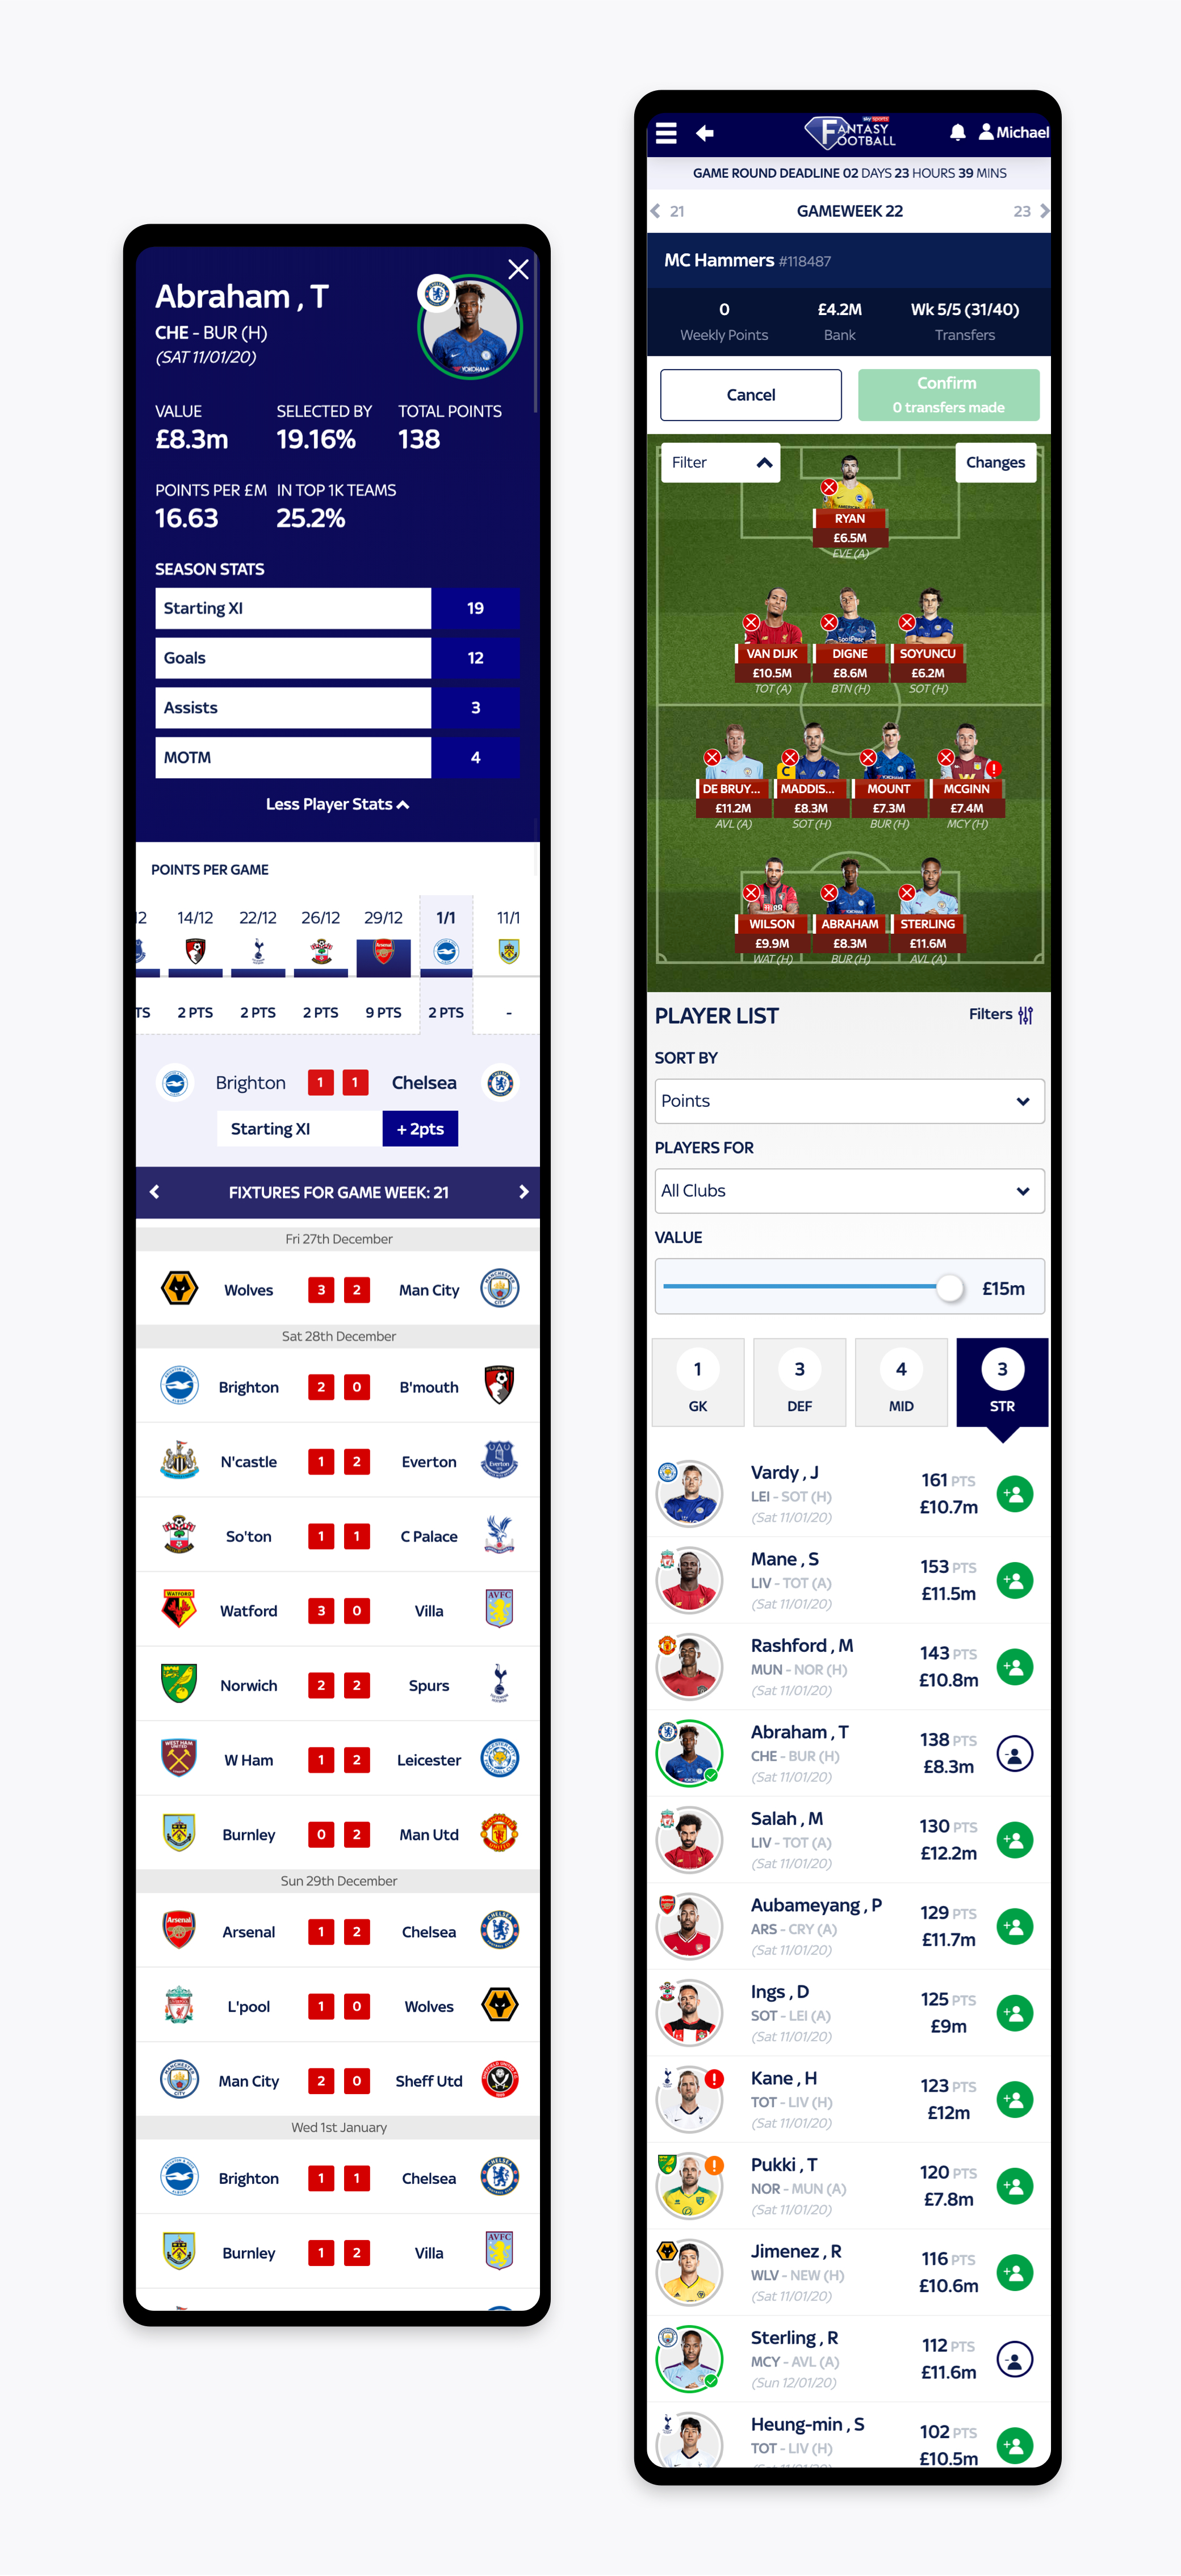 Abraham , T
CHE - BUR (H)
(SAT 11/01/20)
VALUE SELECTED BY TOTAL POINTS
£8.3m 19.16% 138
POINTS PER £M IN TOP 1K TEAMS
16.63 25.2%
SEASON STATS
Starting XI 19
Goals 12
Assists 3
MOTM 4
Less Player Stats
POINTS PER GAME
12 14/12 22/12 26/12 29/12 1/1 11/1
TS 2 PTS 2 PTS 2 PTS 9 PTS 2 PTS -
Brighton 1 1 Chelsea
Starting XI + 2pts
FIXTURES FOR GAME WEEK: 21
Fri 27th December
Wolves 3 2 Man City
Sat 28th December
Brighton 2 0 B'mouth
N'castle 1 2 Everton
So'ton 1 1 C Palace
Watford 3 0 Villa
Norwich 2 2 Spurs
W Ham 1 2 Leicester
Burnley 0 2 Man Utd
Sun 29th December
Arsenal 1 2 Chelsea
L'pool 1 0 Wolves
Man City 2 0 Sheff Utd
Wed 1st January
Brighton 1 1 Chelsea
Burnley 1 2 Villa
sky sports
FANTASY
FOOTBALL
Michael
GAME ROUND DEADLINE 02 DAYS 23 HOURS 39 MINS
21 GAMEWEEK 22 23
MC Hammers #118487
0 £4.2M Wk 5/5 (31/40)
Weekly Points Bank Transfers
Cancel
Confirm
0 transfers made
Filter
Changes
RYAN
£6.5M
EVE (A)
VAN DIJK DIGNE SOYUNCU
£10.5M £8.6M £6.2M
TOT (A) BTN (H) SOT (H)
C
DE BRUY... MADDIS... MOUNT MCGINN
£11.2M £8.3M £7.3M £7.4M
AVL (A) SOT (H) BUR (H) MCY (H)
WILSON ABRAHAM STERLING
£9.9M £8.3M £11.6M
WAT (H) BUR (H) AVL (A)
PLAYER LIST Filters
SORT BY
Points
PLAYERS FOR
All Clubs
VALUE
£15m
1 3 4 3
GK DEF MID STR
Vardy , J
LEI - SOT (H)
(Sat 11/01/20)
161 PTS
£10.7m
Mane , S
LIV - TOT (A)
(Sat 11/01/20)
153 PTS
£11.5m
Rashford , M
MUN - NOR (H)
(Sat 11/01/20)
143 PTS
£10.8m
Abraham , T
CHE - BUR (H)
(Sat 11/01/20)
138 PTS
£8.3m
Salah , M
LIV - TOT (A)
(Sat 11/01/20)
130 PTS
£12.2m
Aubameyang , P
ARS - CRY (A)
(Sat 11/01/20)
129 PTS
£11.7m
Ings , D
SOT - LEI (A)
(Sat 11/01/20)
125 PTS
£9m
Kane , H
TOT - LIV (H)
(Sat 11/01/20)
123 PTS
£12m
Pukki , T
NOR - MUN (A)
(Sat 11/01/20)
120 PTS
£7.8m
Jimenez , R
WLV - NEW (H)
(Sat 11/01/20)
116 PTS
£10.6m
Sterling , R
MCY - AVL (A)
(Sun 12/01/20)
112 PTS
£11.6m
Heung-min , S
TOT - LIV (H)
102 PTS
£10.5m